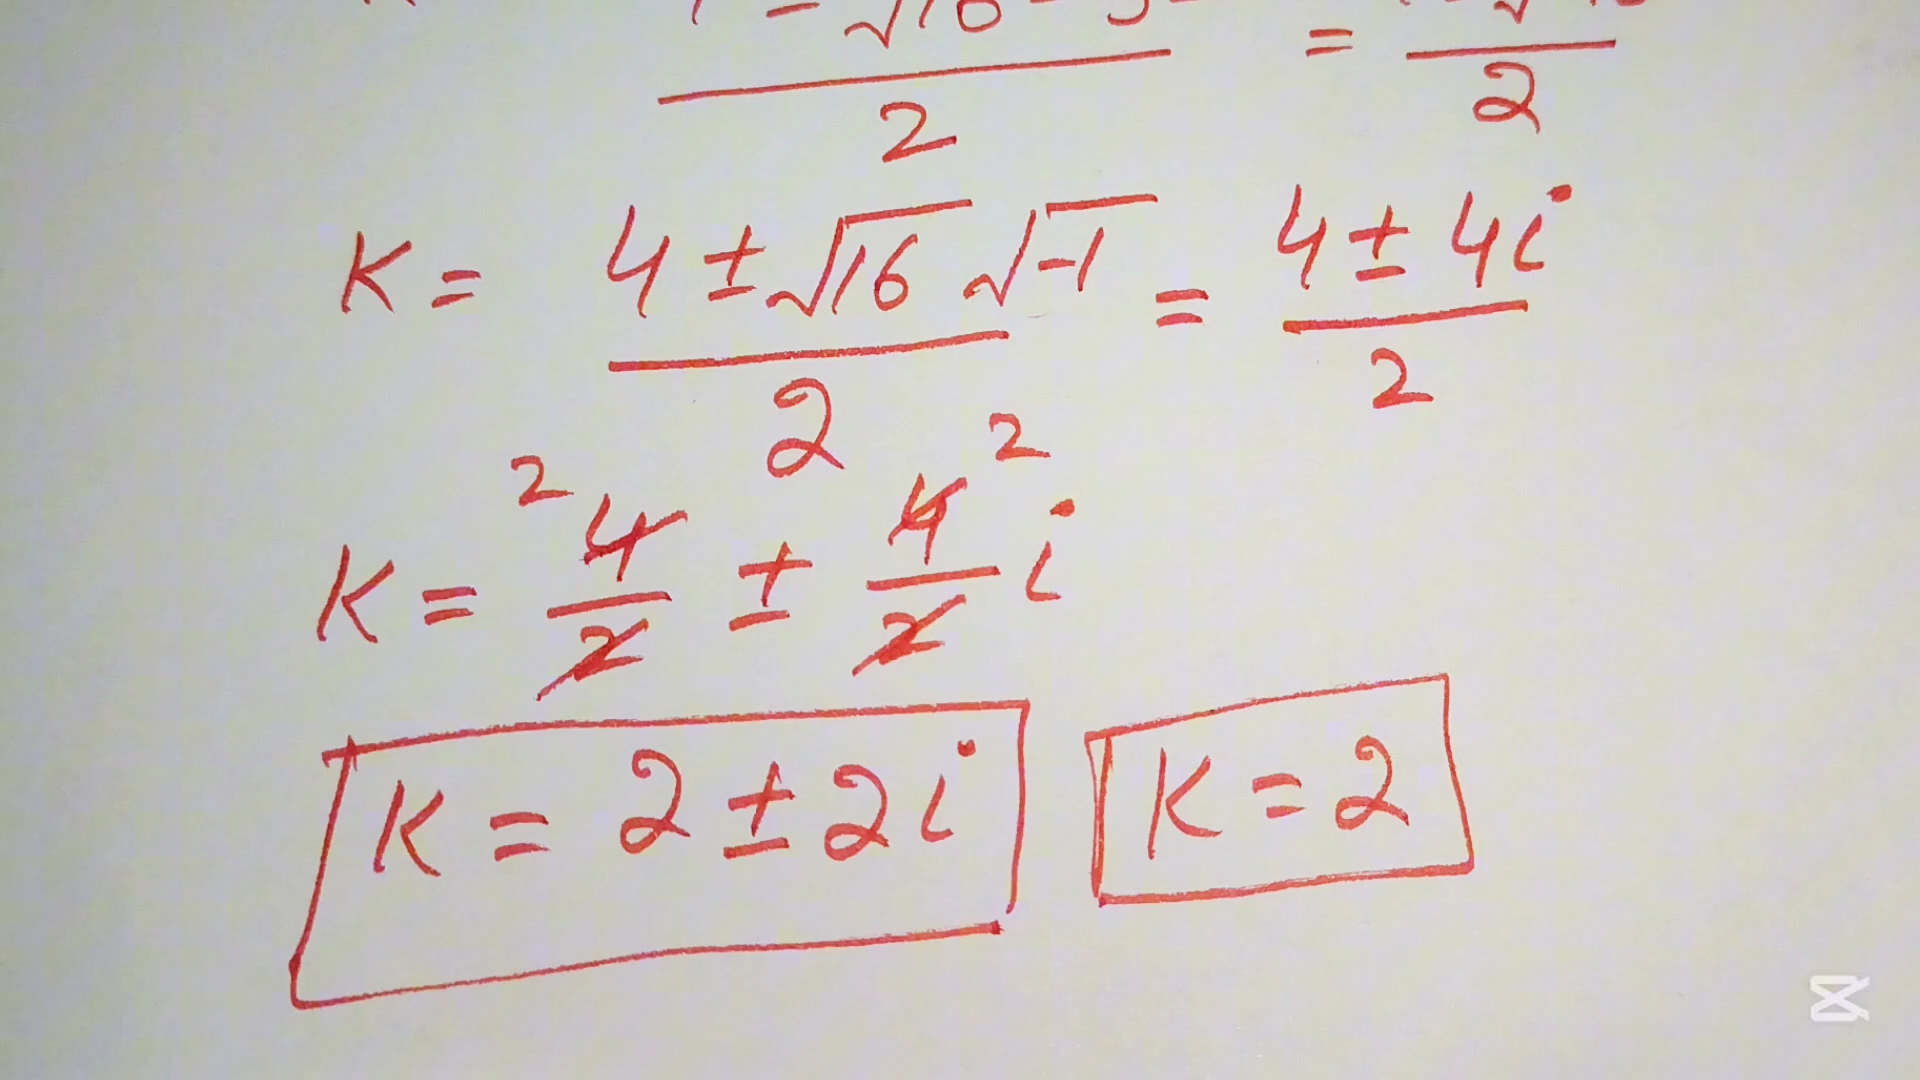 2 = 2
K = 4 ± √16 √-1 / 2 = 4 ± 4i / 2
K = 2 4/2 ± 4/2 2 i
K = 2 ± 2i K = 2